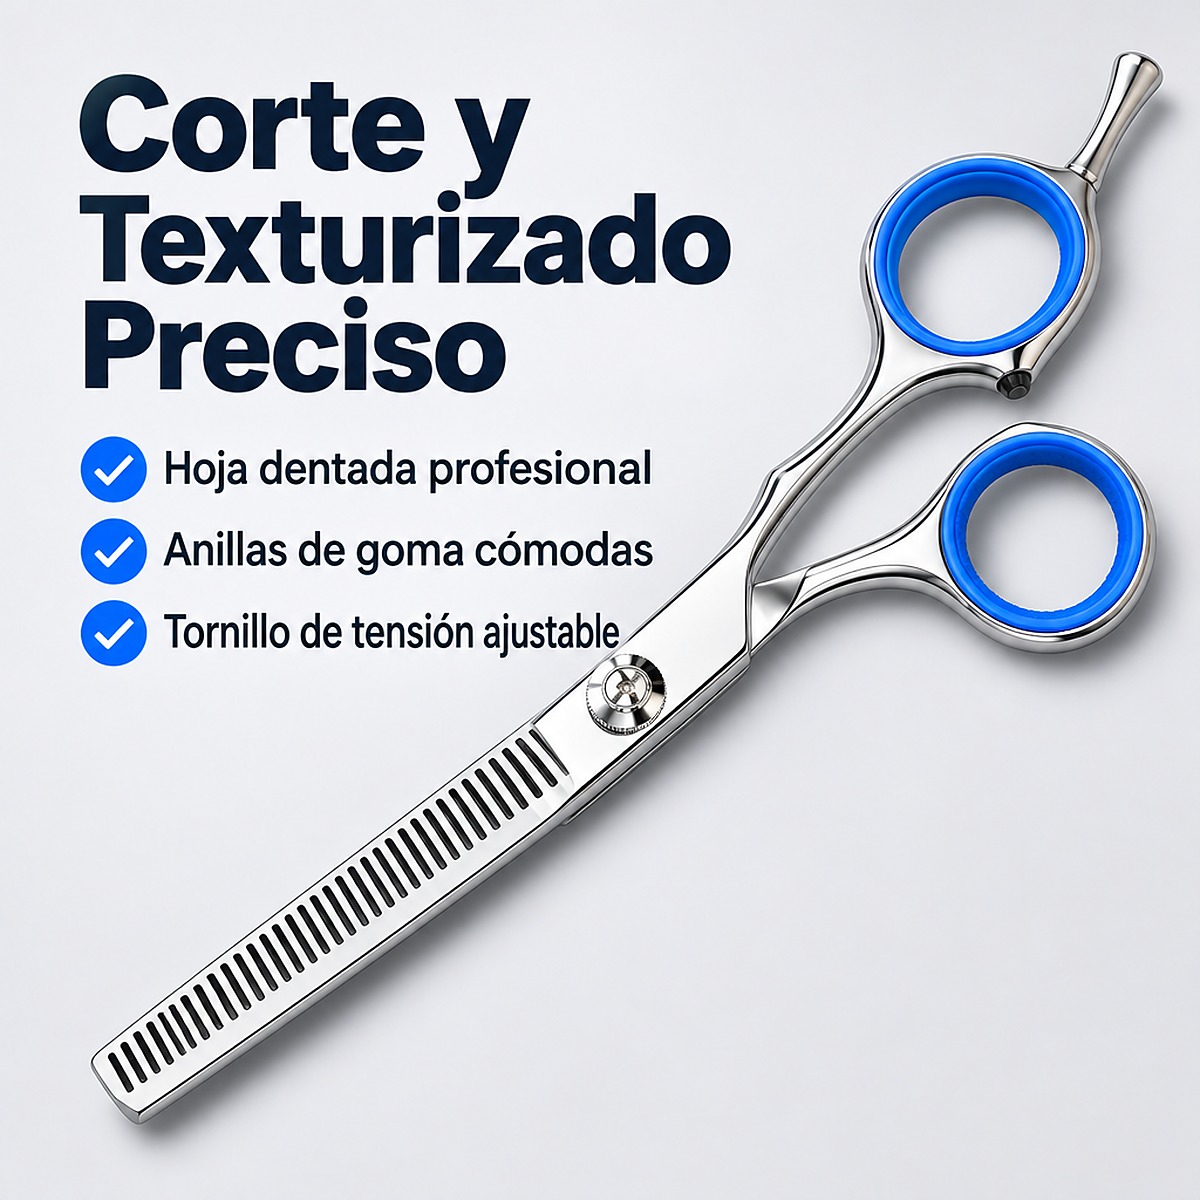 Corte y
Texturizado
Preciso
Hoja dentada profesional
Anillas de goma cómodas
Tornillo de tensión ajustable